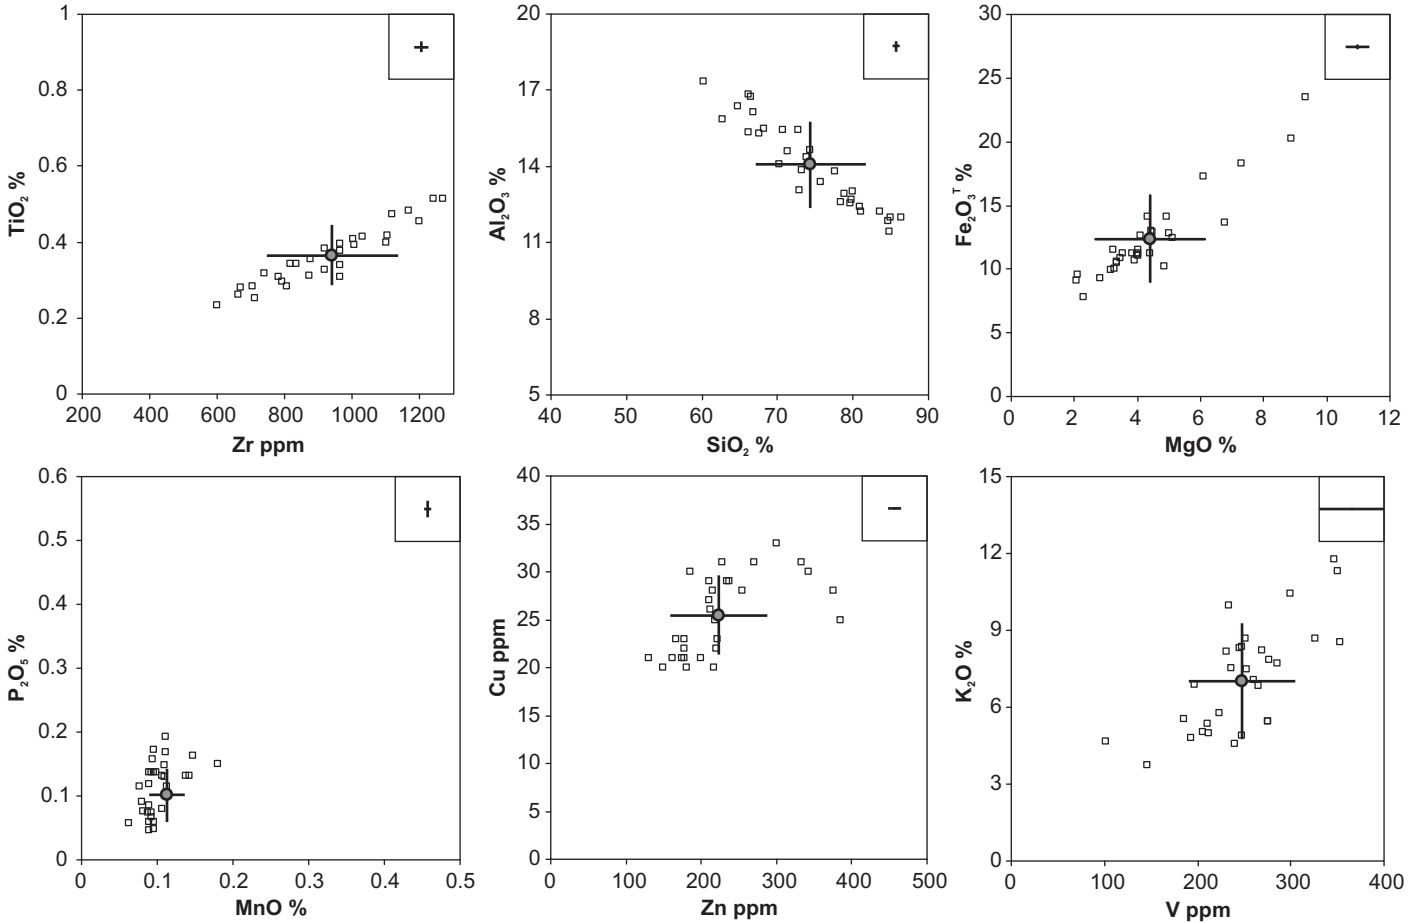 1
0.8
0.6
0.4
0.2
0
TiO2 %
200 400 600 800 1000 1200
Zr ppm
20
17
14
11
8
5
Al2O3 %
40 50 60 70 80 90
SiO2 %
30
25
20
15
10
5
0
Fe2O3T %
0 2 4 6 8 10 12
MgO %
0.6
0.5
0.4
0.3
0.2
0.1
0
P2O5 %
0 0.1 0.2 0.3 0.4 0.5
MnO %
40
35
30
25
20
15
10
5
0
Cu ppm
0 100 200 300 400 500
Zn ppm
15
12
9
6
3
0
K2O %
0 100 200 300 400
V ppm